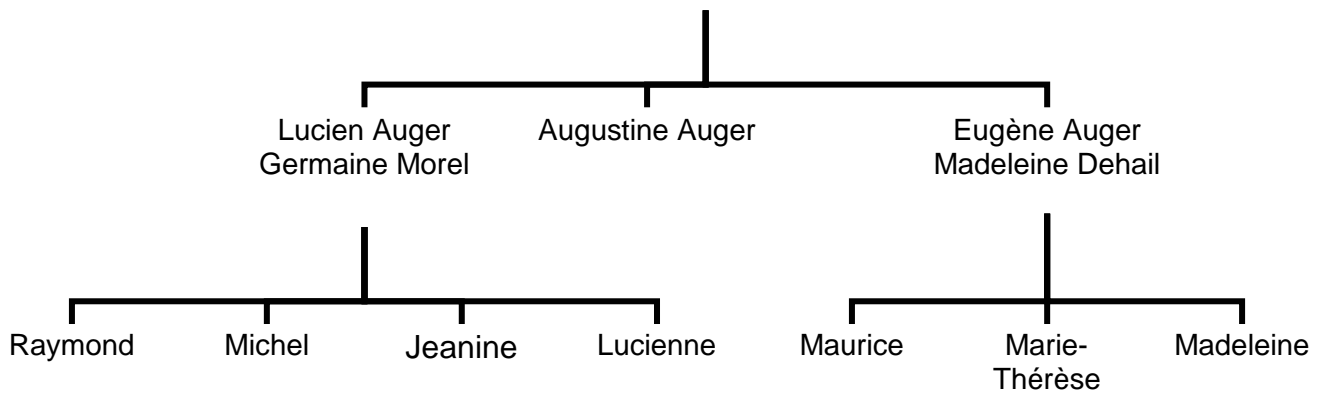 Lucien Auger
Germaine Morel
Augustine Auger
Eugène Auger
Madeleine Dehail
Raymond
Michel
Jeanine
Lucienne
Maurice
Marie-
Thérèse
Madeleine